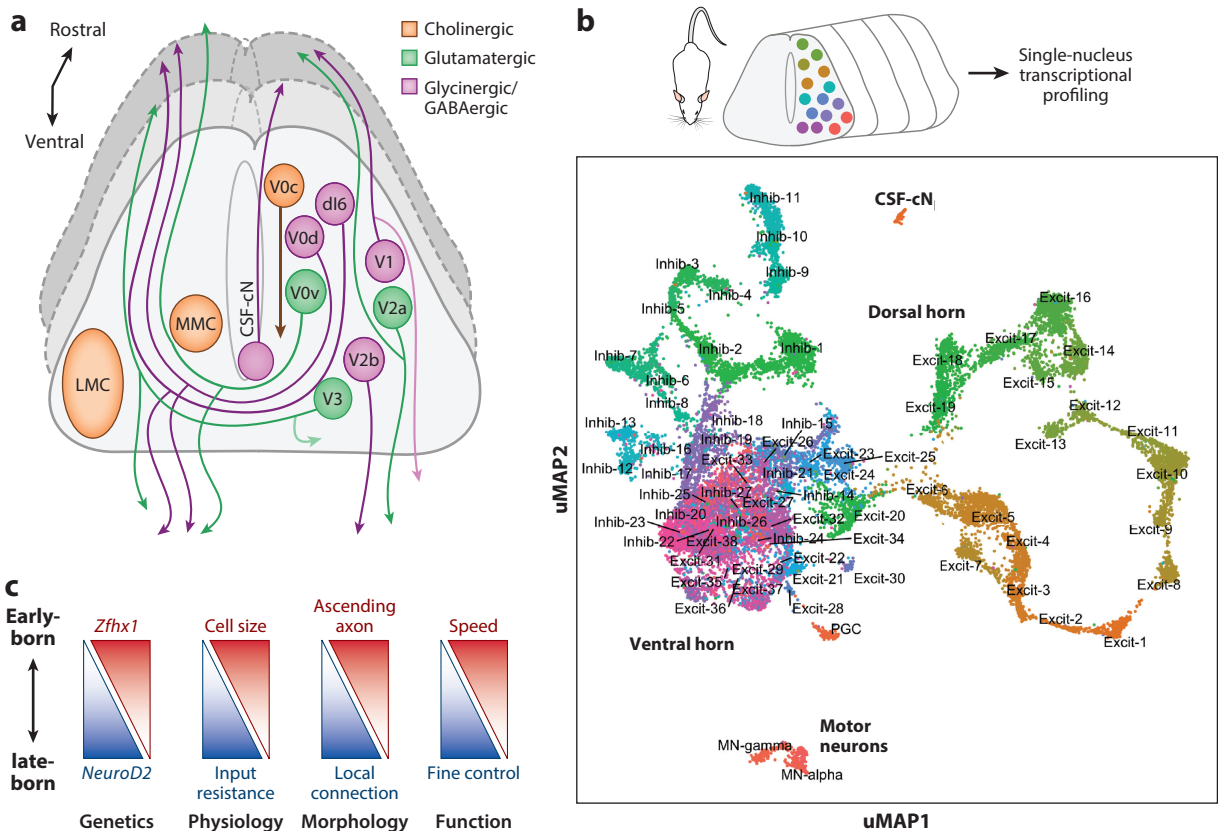 a
Rostral
Ventral
Cholinergic
Glutamatergic
Glycinergic/
GABAergic
V0c
dI6
V0d
V1
V0v
V2a
CSF-cN
MMC
V2b
LMC
V3
b
Single-nucleus
transcriptional
profiling
Inhib-11
CSF-cN
Inhib-10
Inhib-3
Inhib-9
Inhib-4
Excit-16
Inhib-5
Dorsal horn
Excit-17
Inhib-7
Inhib-2
Inhib-1
Excit-18
Excit-14
Inhib-6
Excit-15
Inhib-8
Excit-19
Excit-12
Inhib-13
Inhib-18
Inhib-15
Excit-13
Excit-11
Inhib-16
Inhib-19
Excit-26
Excit-23
Excit-25
Inhib-12
Inhib-17
Excit-33
Inhib-21
Excit-24
Excit-10
Inhib-25
Inhib-27
Inhib-14
Excit-6
Excit-27
Inhib-20
Excit-32
Excit-20
Excit-5
Inhib-23
Inhib-26
Excit-9
Inhib-22
Excit-38
Inhib-24
Excit-34
Excit-4
Excit-31
Excit-22
Excit-7
Excit-29
Excit-35
Excit-37
Excit-21
Excit-30
Excit-3
Excit-8
Excit-36
Excit-28
Excit-2
PGC
Excit-1
Ventral horn
Motor
neurons
MN-gamma
MN-alpha
uMAP2
uMAP1
c
Early-
born
late-
born
Zfhx1
Cell size
Ascending
axon
Speed
NeuroD2
Input
resistance
Local
connection
Fine control
Genetics
Physiology
Morphology
Function